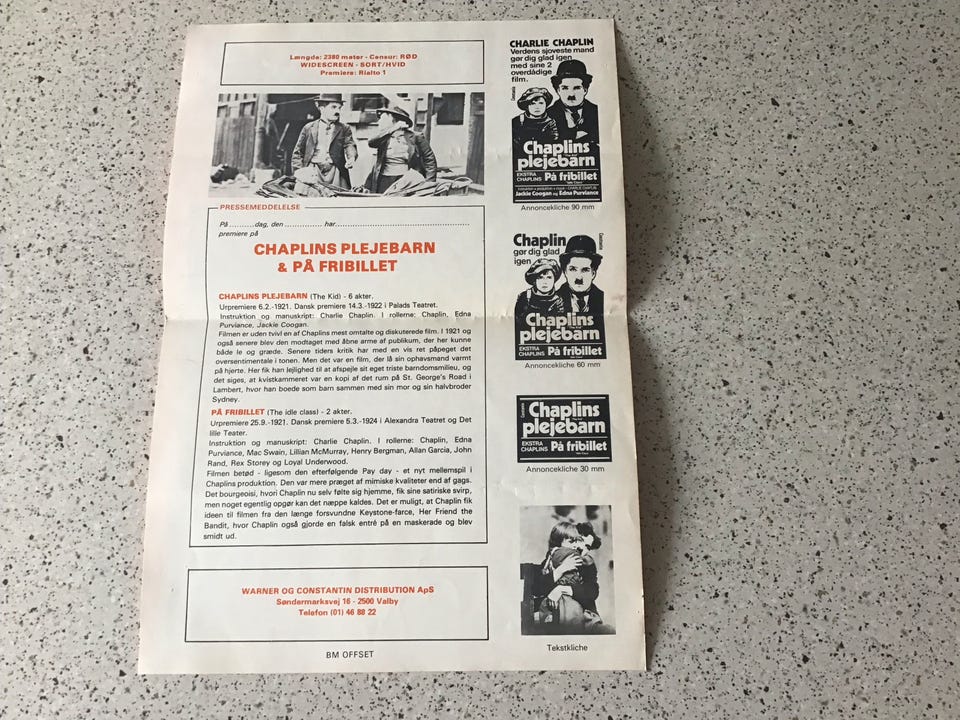 Længde: 2380 meter - Censur: RØD
WIDESCREEN - SORT/HVID
Premiere: Rialto 1
PRESSEMEDDELELSE
På..........dag, den............... har....................................................
premiere på
CHAPLINS PLEJEBARN
& PÅ FRIBILLET
CHAPLINS PLEJEBARN (The Kid) - 6 akter.
Urpremiere 6.2.-1921. Dansk premiere 14.3.-1922 i Palads Teatret.
Instruktion og manuskript: Charlie Chaplin. I rollerne: Chaplin, Edna
Purviance, Jackie Coogan.
Filmen er uden tvivl en af Chaplins mest omtalte og diskuterede film. I 1921 og
også senere blev den modtaget med åbne arme af publikum, der her kunne
både le og græde. Senere tiders kritik har med en vis ret påpeget det
oversentimentale i tonen. Men det var en film, der lå sin ophavsmand varmt
på hjerte. Her fik han lejlighed til at afspejle sit eget triste barndomsmilieu, og
det siges, at kvistkammeret var en kopi af det rum på St. George's Road i
Lambert, hvor han boede som barn sammen med sin mor og sin halvbroder
Sydney.
PÅ FRIBILLET (The idle class) - 2 akter.
Urpremiere 25.9.-1921. Dansk premiere 5.3.-1924 i Alexandra Teatret og Det
lille Teater.
Instruktion og manuskript: Charlie Chaplin. I rollerne: Chaplin, Edna
Purviance, Mac Swain, Lillian McMurray, Henry Bergman, Allan Garcia, John
Rand, Rex Storey og Loyal Underwood.
Filmen betød - ligesom den efterfølgende Pay day - et nyt mellemspil i
Chaplins produktion. Den var mere præget af mimiske kvaliteter end af gags.
Det bourgeoisi, hvori Chaplin nu selv følte sig hjemme, fik sine satiriske svirp,
men noget egentlig opgør kan det næppe kaldes. Det er muligt, at Chaplin fik
ideen til filmen fra den længe forsvundne Keystone-farce, Her Friend the
Bandit, hvor Chaplin også gjorde en falsk entré på en maskerade og blev
smidt ud.
WARNER OG CONSTANTIN DISTRIBUTION ApS
Søndermarksvej 16 - 2500 Valby
Telefon (01) 46 88 22
BM OFFSET
CHARLIE CHAPLIN
Verdens sjoveste mand
gør dig glad igen
med sine 2
overdådige
film.
Constantin
Chaplins
plejebarn
EKSTRA
CHAPLINS
På fribillet
Jackie Coogan og Edna Purviance
Annoncekliche 90 mm
Chaplin
gør dig glad
igen
Constantin
Chaplins
plejebarn
EKSTRA
CHAPLINS
På fribillet
Annoncekliche 60 mm
Constantin
Chaplins
plejebarn
EKSTRA
CHAPLINS
På fribillet
Annoncekliche 30 mm
Tekstkliche